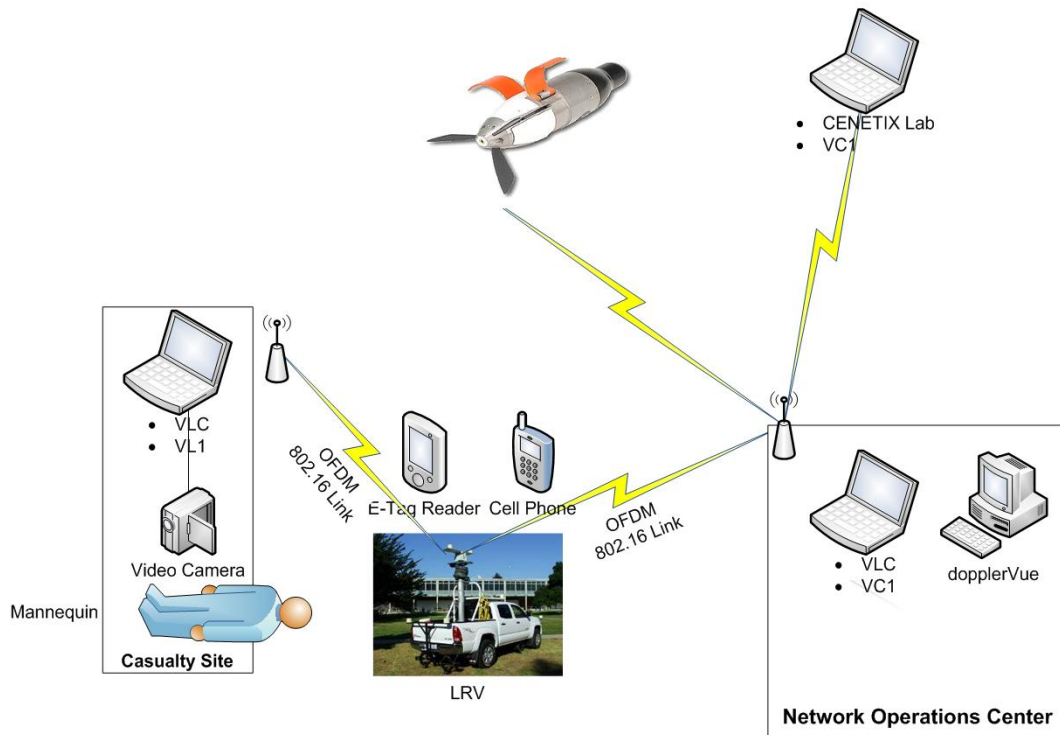 • CENETIX Lab
• VC1
• VLC
• VL1
OFDM
802.16 Link
E-Tag Reader
Cell Phone
OFDM
802.16 Link
Video Camera
Mannequin
Casualty Site
LRV
• VLC
• VC1
dopplerVue
Network Operations Center